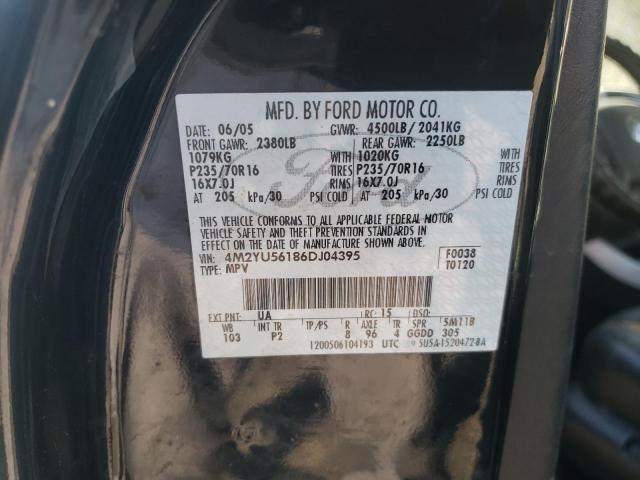 MFD. BY FORD MOTOR CO.
DATE: 06/05 GVWR: 4500LB/ 2041KG
FRONT GAWR: 2380LB REAR GAWR: 2250LB
1079KG WITH 1020KG WITH
P235/70R16 TIRES P235/70R16 TIRES
16X7.0J RIMS 16X7.0J RIMS
AT 205 kPa/30 PSI COLD AT 205 kPa/30 PSI COLD
Ford
THIS VEHICLE CONFORMS TO ALL APPLICABLE FEDERAL MOTOR
VEHICLE SAFETY AND THEFT PREVENTION STANDARDS IN
EFFECT ON THE DATE OF MANUFACTURE SHOWN ABOVE.
VIN: 4M2YU56186DJ04395 F0038
TYPE: MPV T0120
EXT PNT: UA RC: 15 DSO:
WB INT TR TP/PS R AXLE TR SPR 5M11B
103 P2 8 96 4 GGDD 305
1200506104193 UTC 5U5A-1520472-BA